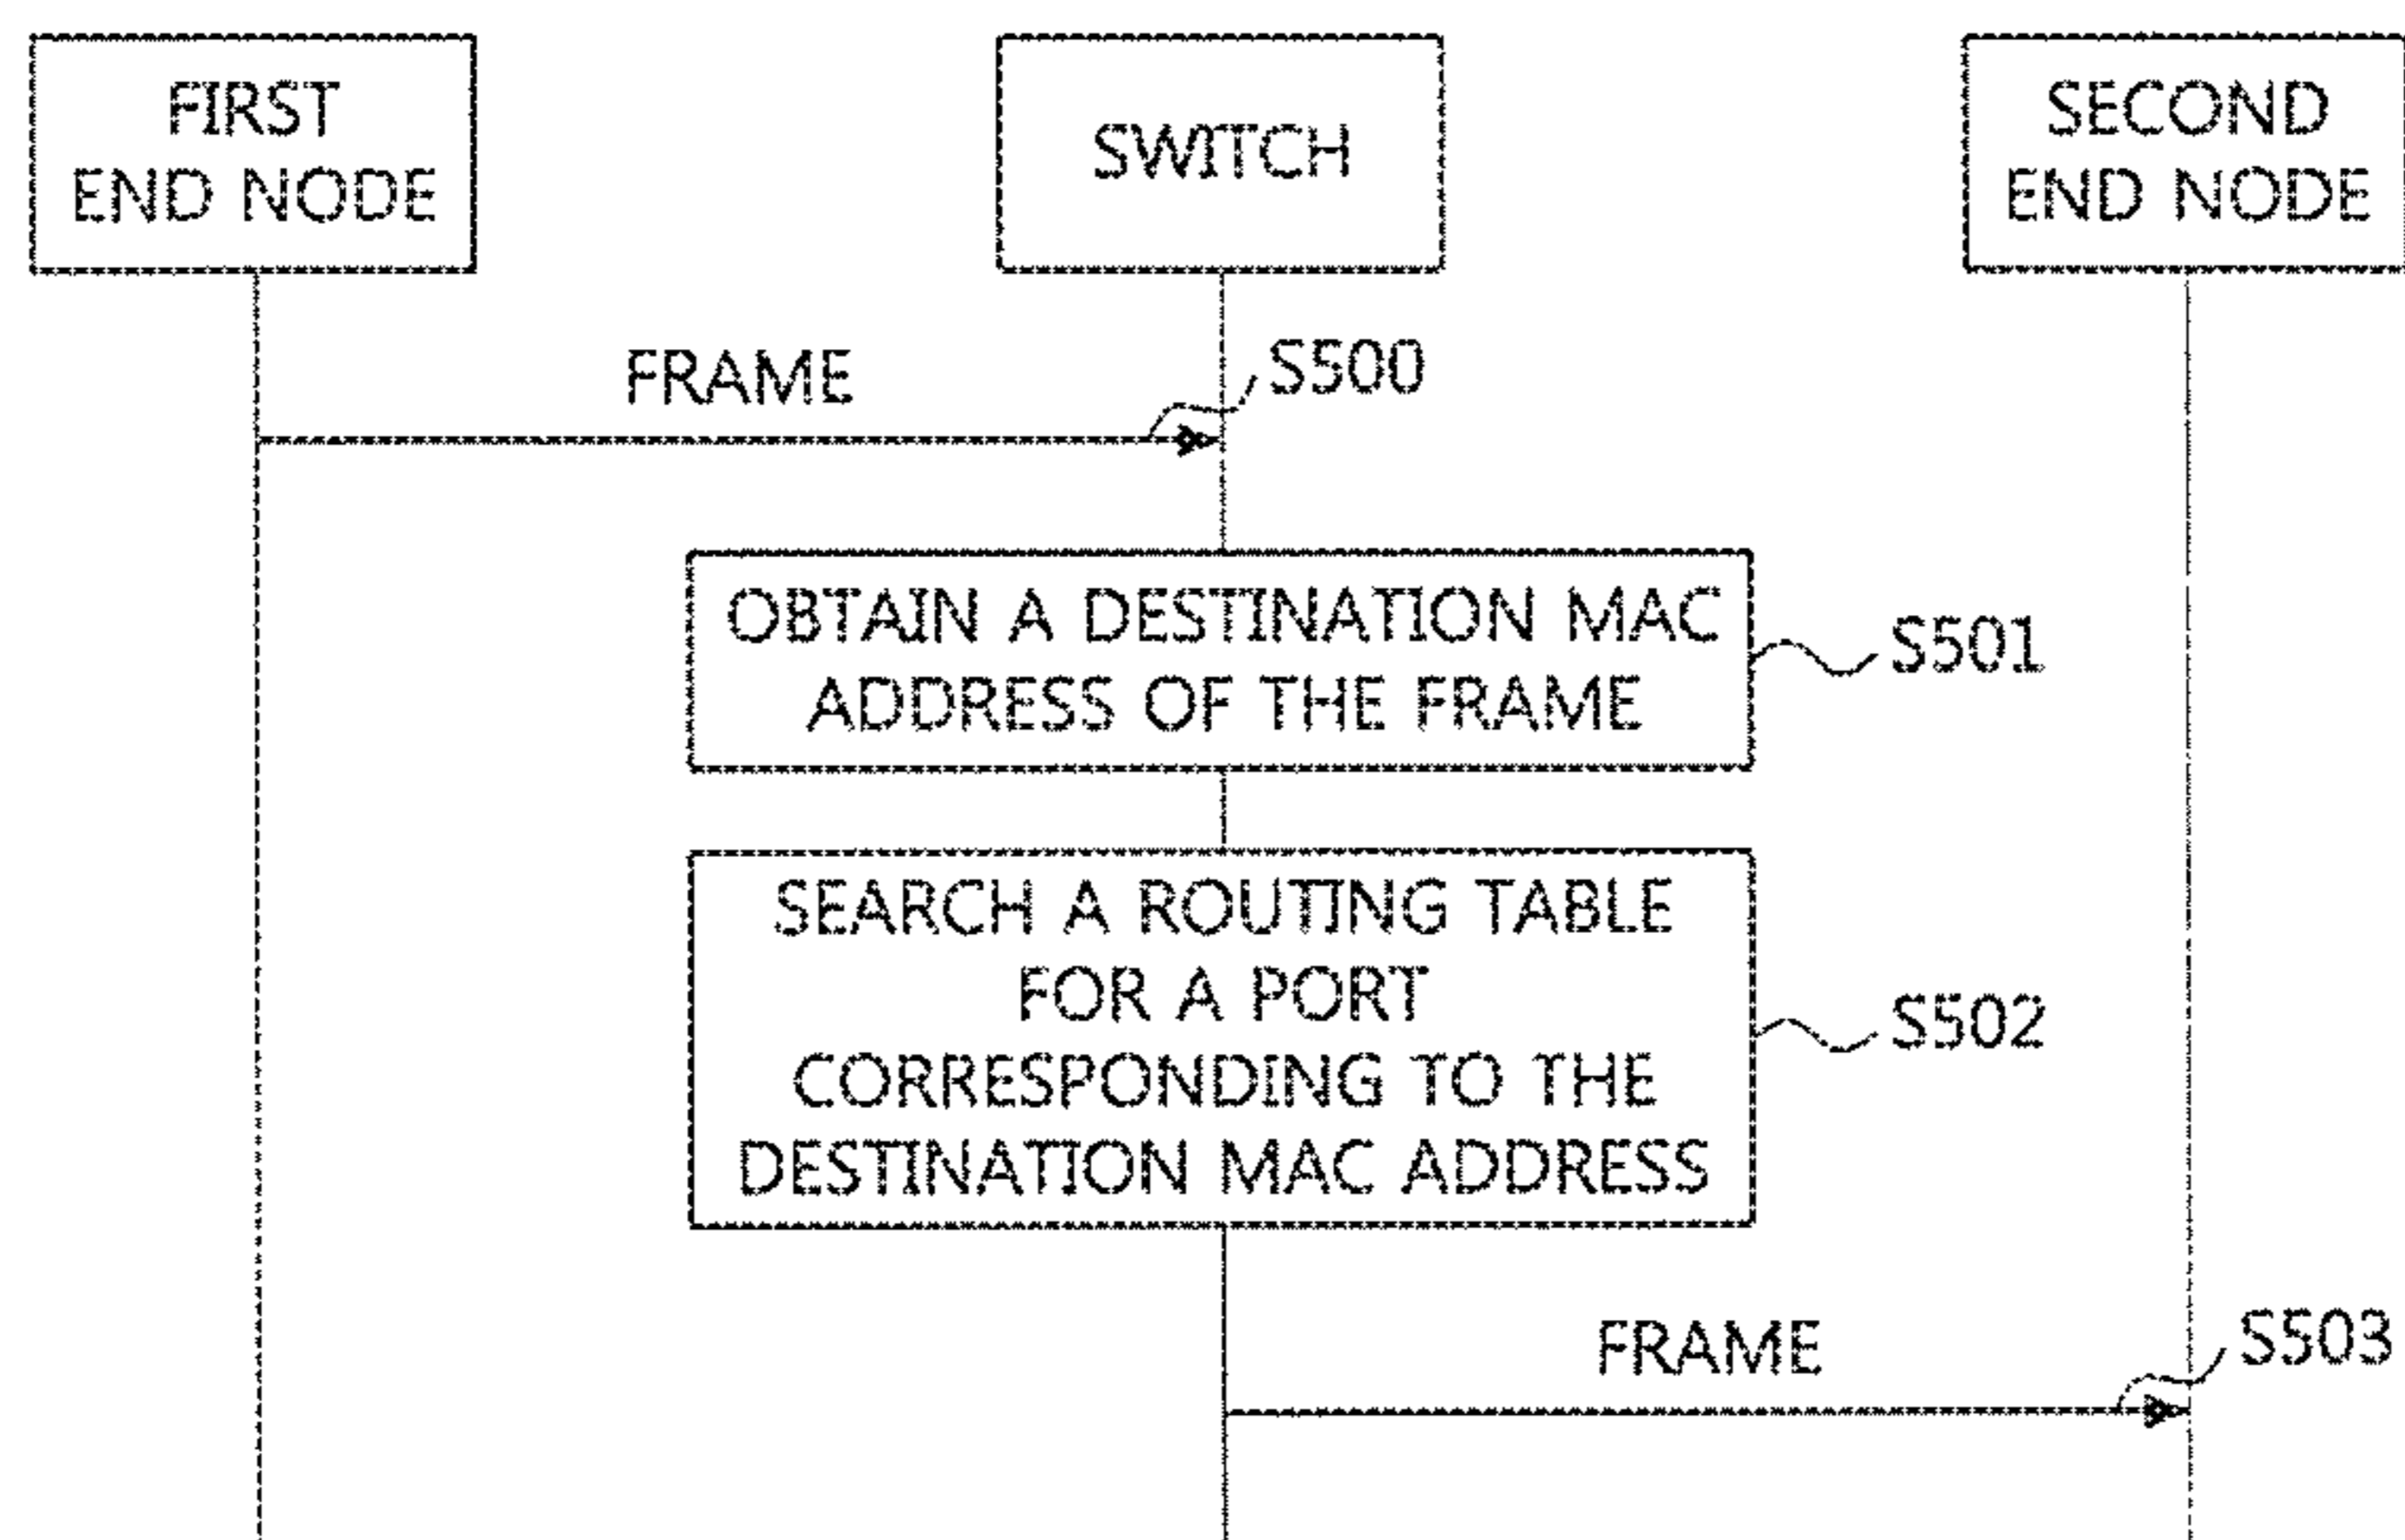 FIRST
END NODE
SWITCH
SECOND
END NODE
FRAME
S500
OBTAIN A DESTINATION MAC
ADDRESS OF THE FRAME
S501
SEARCH A ROUTING TABLE
FOR A PORT
CORRESPONDING TO THE
DESTINATION MAC ADDRESS
S502
FRAME
S503